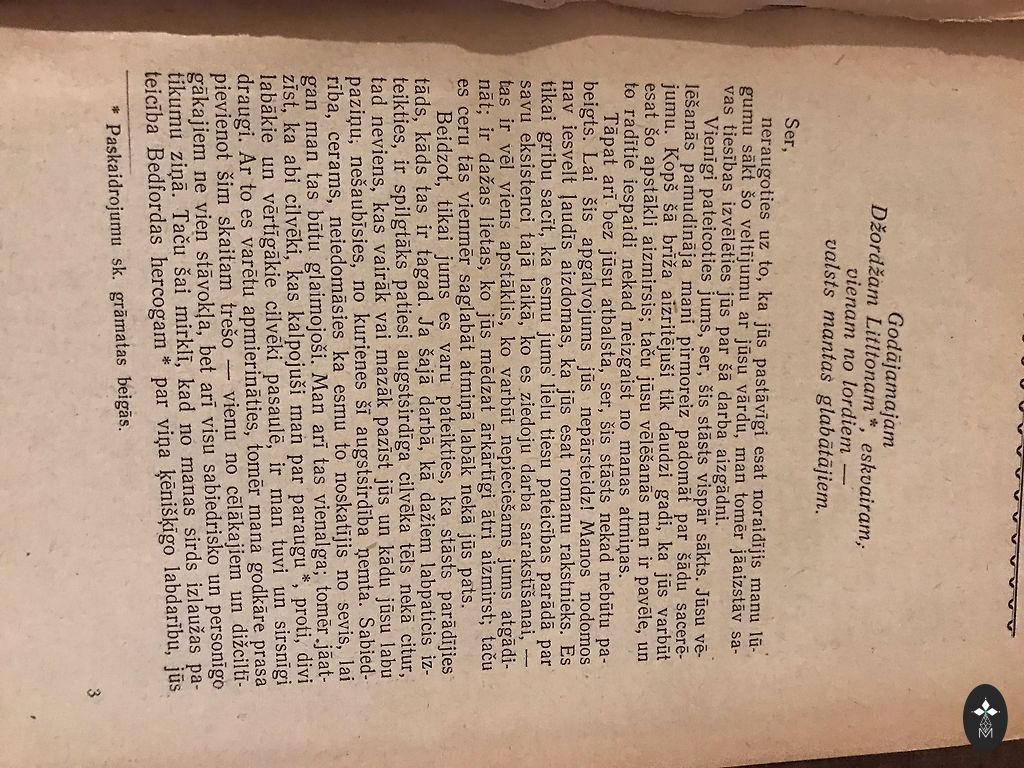 Godājamajam
Džordžam Litltonam*, eskvairam,
vienam no lordiem —
valsts mantas glabātājiem.
Ser,
neraugoties uz to, ka jūs pastāvīgi esat noraidījis manu lū-
gumu sākt šo veltījumu ar jūsu vārdu, man tomēr jāaizstāv sa-
vas tiesības izvēlēties jūs par šā darba aizgādni.
Vienīgi pateicoties jums, ser, šis stāsts vispār sākts. Jūsu vē-
lēšanās pamudināja mani pirmoreiz padomāt par šādu sacerē-
jumu. Kopš šā brīža aizritējuši tik daudzi gadi, ka jūs varbūt
esat šo apstākli aizmirsis; taču jūsu vēlēšanās man ir pavēle, un
to radītie iespaidi nekad neizgaist no manas atmiņas.
Tāpat arī bez jūsu atbalsta, ser, šis stāsts nekad nebūtu pa-
beigts. Lai šis apgalvojums jūs nepārsteidz! Manos nodomos
nav iesvelt ļaudīs aizdomas, ka jūs esat romanu rakstnieks. Es
tikai gribu sacīt, ka esmu jums lielu tiesu pateicības parādā par
savu eksistenci tajā laikā, ko es ziedoju darba sarakstīšanai, —
tas ir vēl viens apstāklis, ko varbūt nepieciešams jums atgādi-
nāt; ir dažas lietas, ko jūs mēdzat ārkārtīgi ātri aizmirst; taču
es ceru tās vienmēr saglabāt atmiņā labāk nekā jūs pats.
Beidzot, tikai jums es varu pateikties, ka stāsts parādījies
tāds, kāds tas ir tagad. Ja šajā darbā, kā dažiem labpaticis iz-
teikties, ir spilgtāks patiesi augstsirdīga cilvēka tēls nekā citur,
tad neviens, kas vairāk vai mazāk pazīst jūs un kādu jūsu labu
paziņu, nešaubīsies, no kurienes šī augstsirdība ņemta. Sabied-
rība, cerams, neiedomāsies ka esmu to noskatījis no sevis, lai
gan man tas būtu glaimojoši. Man arī tas vienalga; tomēr jāat-
zīst, ka abi cilvēki, kas kalpojuši man par paraugu*, proti, divi
labākie un vērtīgākie cilvēki pasaulē, ir man tuvi un sirsnīgi
draugi. Ar to es varētu apmierināties, tomēr mana godkāre prasa
pievienot šim skaitam trešo — vienu no cēlākajiem un dižciltī-
gākajiem ne vien stāvokļa, bet arī visu sabiedrisko un personīgo
tikumu ziņā. Taču šai mirklī, kad no manas sirds izlaužas pa-
teicība Bedfordas hercogam* par viņa ķēnišķīgo labdarību, jūs
* Paskaidrojumu sk. grāmatas beigās.
3